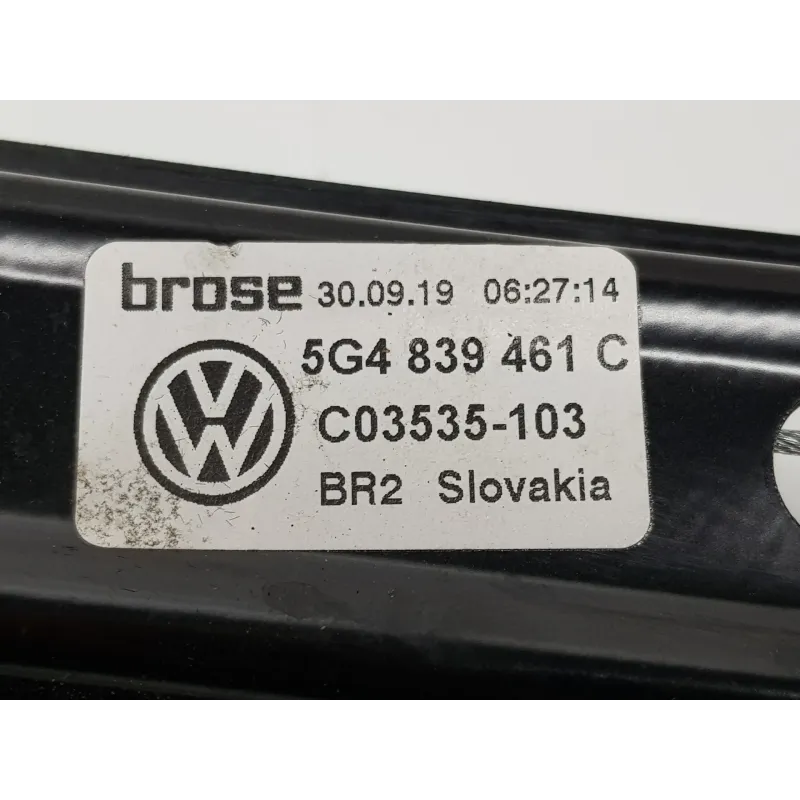 brose 30.09.19 06:27:14
5G4 839 461 C
C03535-103
BR2 Slovakia